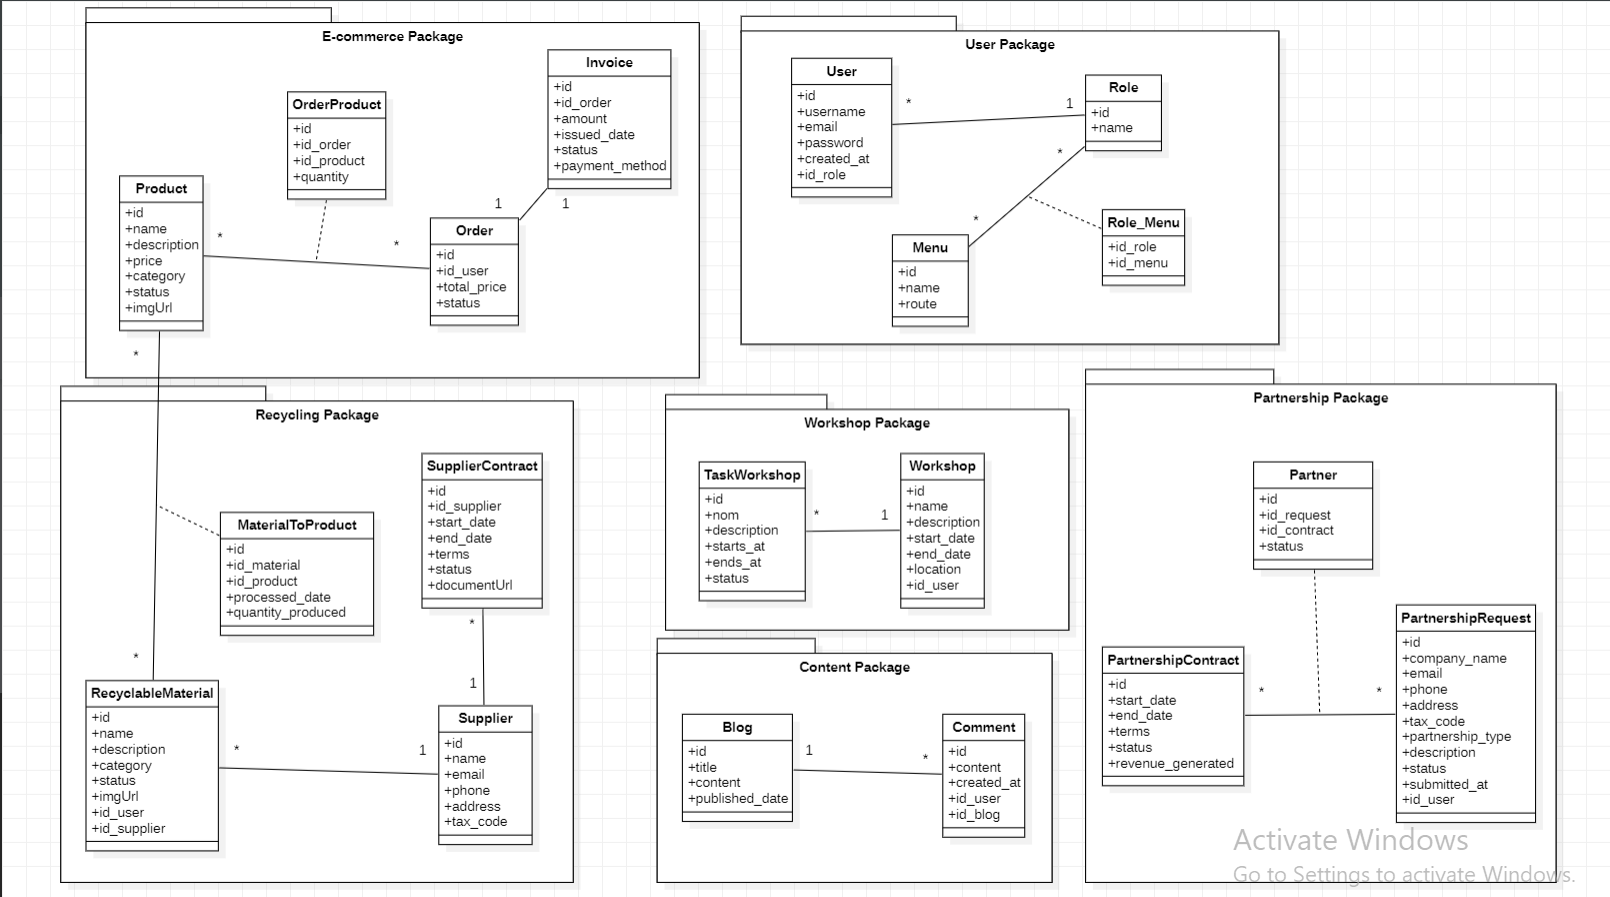 E-commerce Package
Invoice
+id
+id_order
+amount
+issued_date
+status
+payment_method
OrderProduct
+id
+id_order
+id_product
+quantity
Product
+id
+name
+description
+price
+category
+status
+imgUrl
*
*
1
1
Order
+id
+id_user
+total_price
+status
*
User Package
User
+id
+username
+email
+password
+created_at
+id_role
*
1
Role
+id
+name
*
*
Role_Menu
+id_role
+id_menu
Menu
+id
+name
+route
Recycling Package
SupplierContract
+id
+id_supplier
+start_date
+end_date
+terms
+status
+documentUrl
MaterialToProduct
+id
+id_material
+id_product
+processed_date
+quantity_produced
*
*
1
RecyclableMaterial
+id
+name
+description
+category
+status
+imgUrl
+id_user
+id_supplier
*
1
Supplier
+id
+name
+email
+phone
+address
+tax_code
Workshop Package
TaskWorkshop
+id
+nom
+description
+starts_at
+ends_at
+status
*
1
Workshop
+id
+name
+description
+start_date
+end_date
+location
+id_user
Content Package
Blog
+id
+title
+content
+published_date
1
*
Comment
+id
+content
+created_at
+id_user
+id_blog
Partnership Package
Partner
+id
+id_request
+id_contract
+status
PartnershipContract
+id
+start_date
+end_date
+terms
+status
+revenue_generated
*
*
PartnershipRequest
+id
+company_name
+email
+phone
+address
+tax_code
+partnership_type
+description
+status
+submitted_at
+id_user
Activate Windows
Go to Settings to activate Windows.